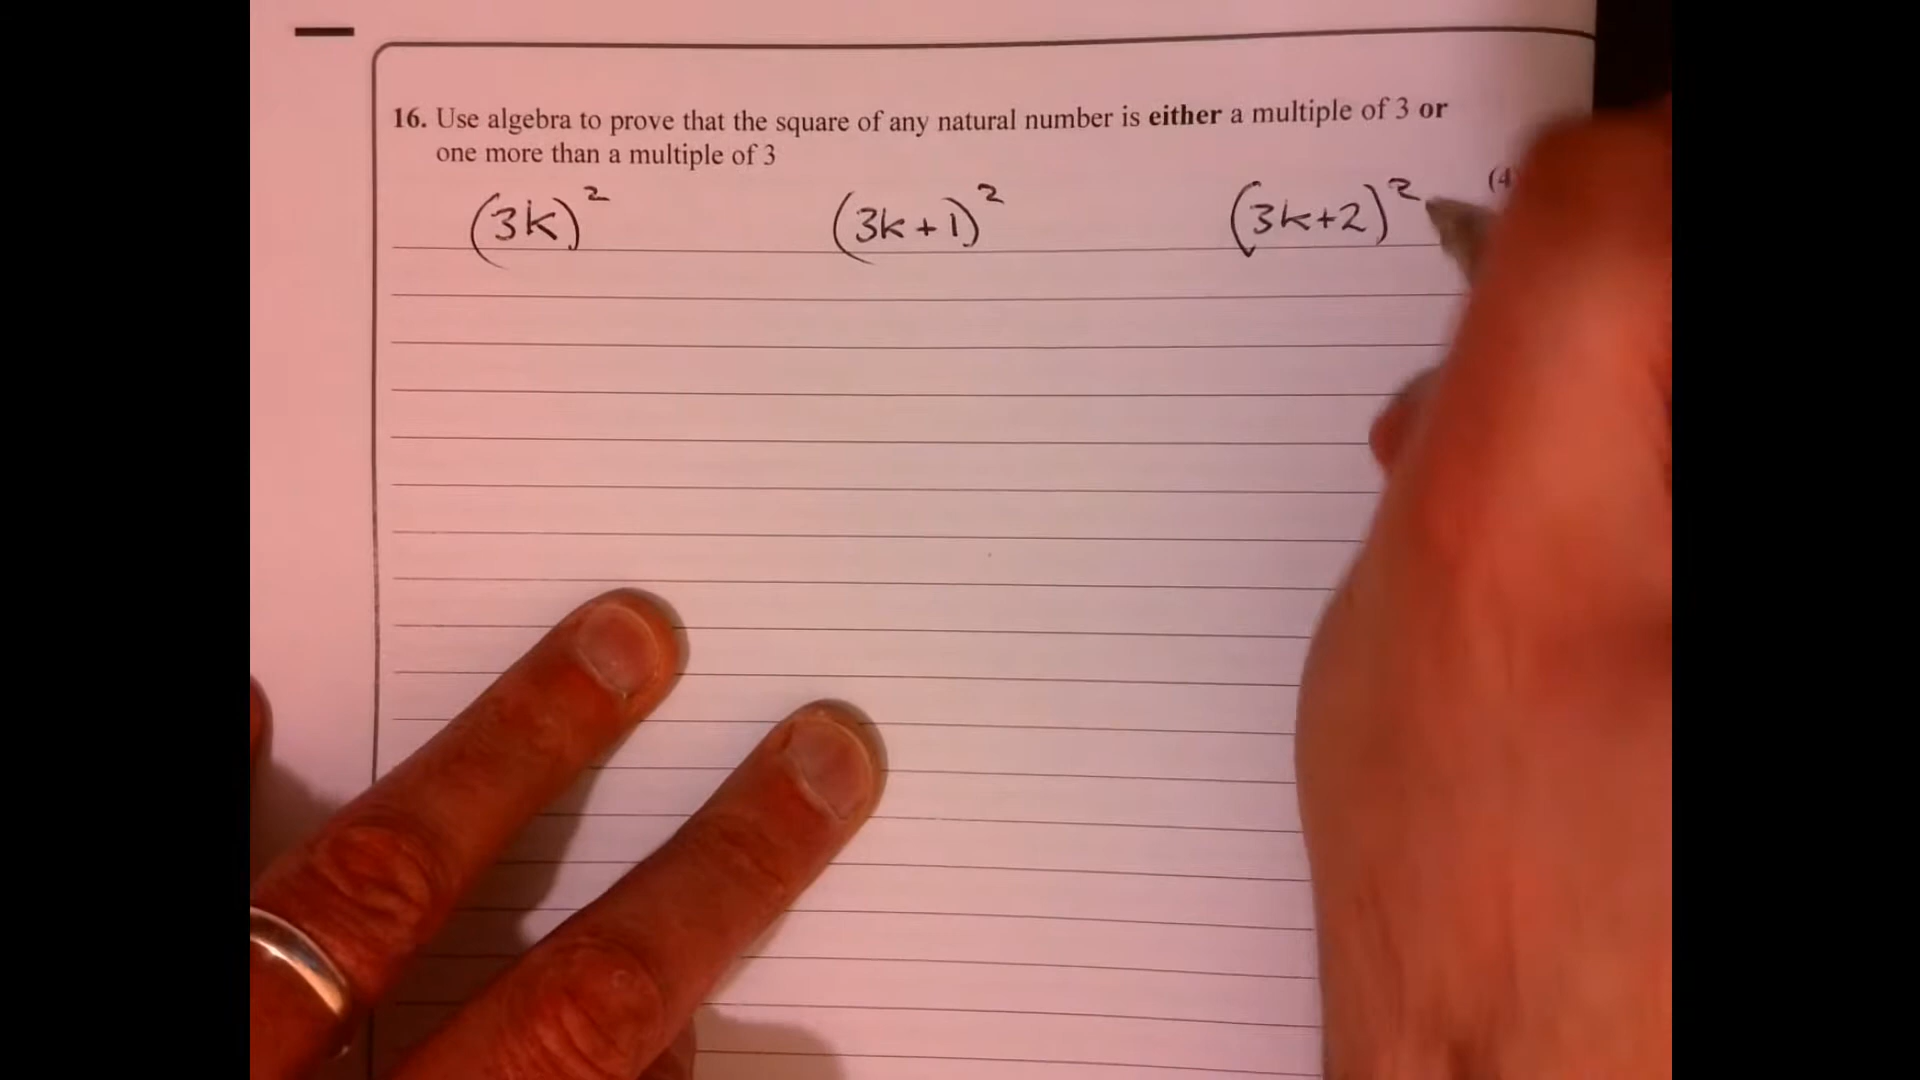 16. Use algebra to prove that the square of any natural number is either a multiple of 3 or
one more than a multiple of 3
(4
(3k)² (3k+1)² (3k+2)²